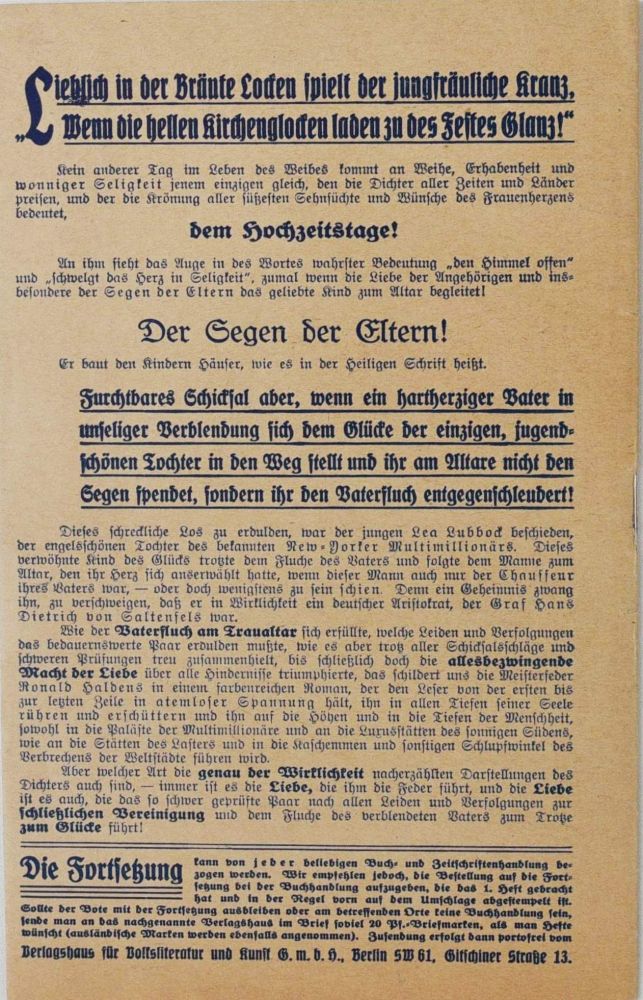 „Lieblich in der Bräute Locken spielt der jungfräuliche Kranz,
Wenn die hellen Kirchenglocken laden zu des Festes Glanz!“
Kein anderer Tag im Leben des Weibes kommt an Weihe, Erhabenheit und
wonniger Seligkeit jenem einzigen gleich, den die Dichter aller Zeiten und Länder
preisen, und der die Krönung aller süßesten Sehnsüchte und Wünsche des Frauenherzens
bedeutet,
dem Hochzeitstage!
An ihm sieht das Auge in des Wortes wahrster Bedeutung „den Himmel offen“
und „schwelgt das Herz in Seligkeit“, zumal wenn die Liebe der Angehörigen und ins-
besondere der Segen der Eltern das geliebte Kind zum Altar begleitet!
Der Segen der Eltern!
Er baut den Kindern Häuser, wie es in der Heiligen Schrift heißt.
Furchtbares Schicksal aber, wenn ein hartherziger Vater in
unseliger Verblendung sich dem Glücke der einzigen, jugend-
schönen Tochter in den Weg stellt und ihr am Altare nicht den
Segen spendet, sondern ihr den Vaterfluch entgegenschleudert!
Dieses schreckliche Los zu erdulden, war der jungen Lea Lubbock beschieden,
der engelsschönen Tochter des bekannten New-Yorker Multimillionärs. Dieses
verwöhnte Kind des Glücks trotzte dem Fluche des Vaters und folgte dem Manne zum
Altar, den ihr Herz sich auserwählt hatte, wenn dieser Mann auch nur der Chauffeur
ihres Vaters war, — oder doch wenigstens zu sein schien. Denn ein Geheimnis zwang
ihn, zu verschweigen, daß er in Wirklichkeit ein deutscher Aristokrat, der Graf Hans
Dietrich von Saltenfels war.
Wie der Vaterfluch am Traualtar sich erfüllte, welche Leiden und Verfolgungen
das bedauernswerte Paar erdulden mußte, wie es aber trotz aller Schicksalsschläge und
schweren Prüfungen treu zusammenhielt, bis schließlich doch die allesbezwingende
Macht der Liebe über alle Hindernisse triumphierte, das schildert uns die Meisterfeder
Ronald Haldens in einem farbenreichen Roman, der den Leser von der ersten bis
zur letzten Zeile in atemloser Spannung hält, ihn in allen Tiefen seiner Seele
rühren und erschüttern und ihn auf die Höhen und in die Tiefen der Menschheit,
sowohl in die Paläste der Multimillionäre und an die Luxusstätten des sonnigen Südens,
wie an die Stätten des Lasters und in die Kaschemmen und sonstigen Schlupfwinkel des
Verbrechens der Weltstädte führen wird.
Aber welcher Art die genau der Wirklichkeit nacherzählten Darstellungen des
Dichters auch sind, — immer ist es die Liebe, die ihm die Feder führt, und die Liebe
ist es auch, die das so schwer geprüfte Paar nach allen Leiden und Verfolgungen zur
schließlichen Vereinigung und dem Fluche des verblendeten Vaters zum Trotze
zum Glücke führt!
Die Fortsetzung kann von jeder beliebigen Buch- und Zeitschriftenhandlung be-
zogen werden. Wir empfehlen jedoch, die Bestellung auf die Fort-
setzung bei der Buchhandlung aufzugeben, die das 1. Heft gebracht
hat und in der Regel vorn auf dem Umschlage abgestempelt ist.
Sollte der Bote mit der Fortsetzung ausbleiben oder am betreffenden Orte keine Buchhandlung sein,
sende man an das nachgenannte Verlagshaus im Brief soviel 20 Pf.-Briefmarken, als man Hefte
wünscht (ausländische Marken werden ebenfalls angenommen). Zusendung erfolgt dann portofrei vom
Verlagshaus für Volksliteratur und Kunst G. m. b. H., Berlin SW 61, Gitschiner Straße 13.